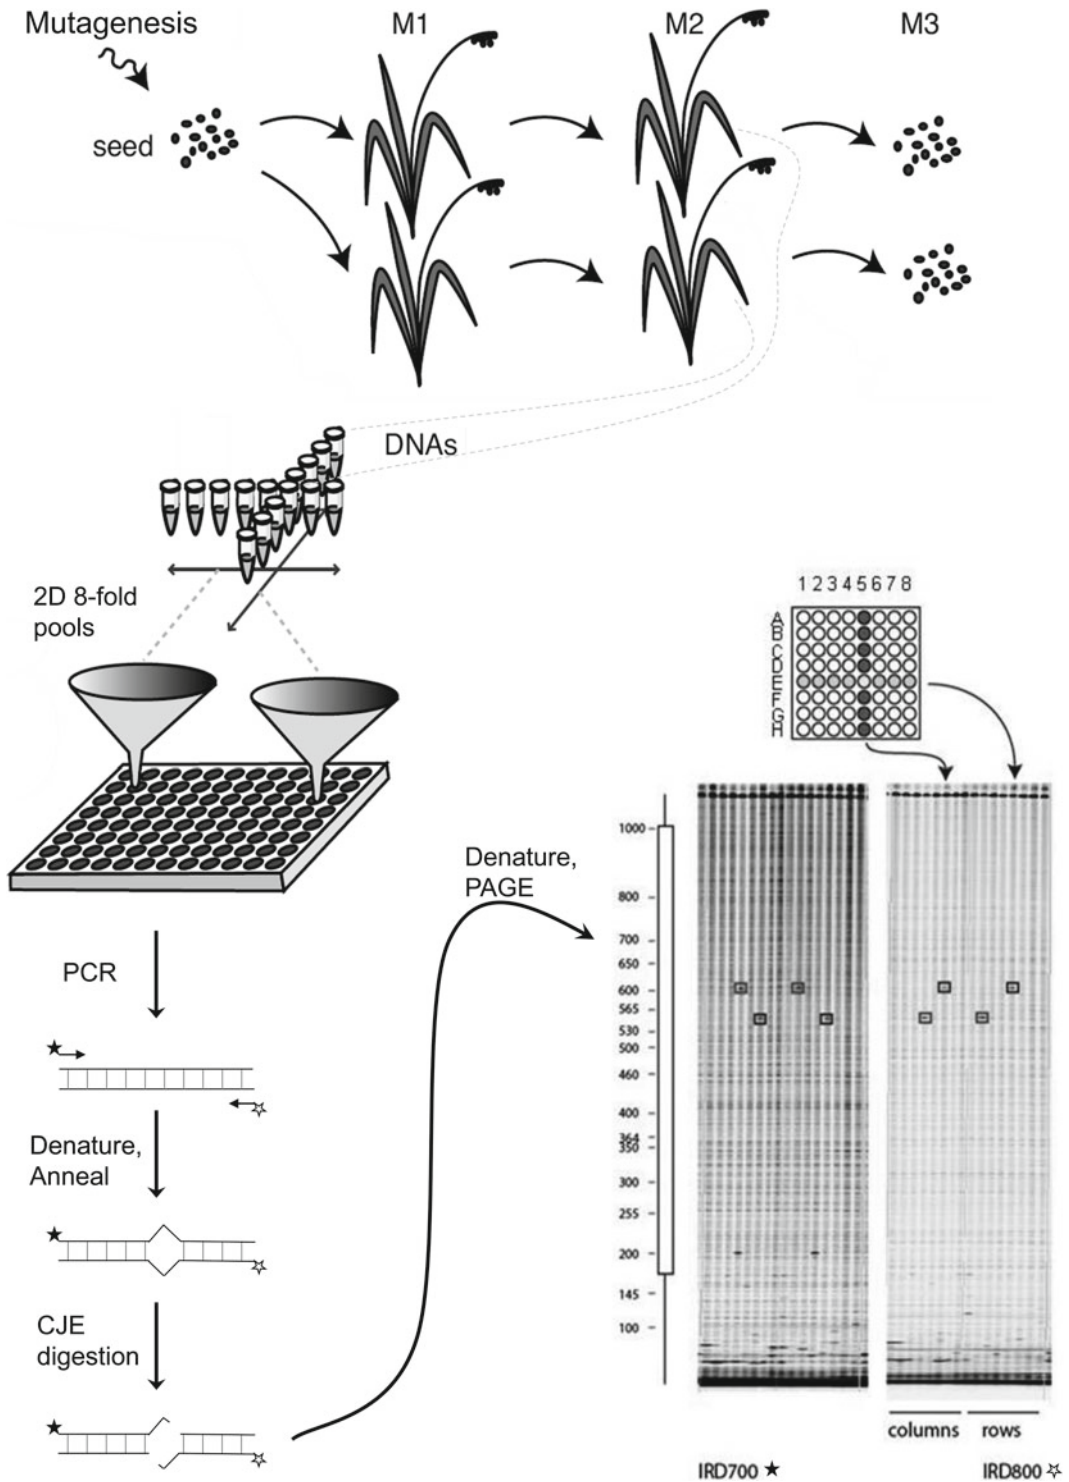 Mutagenesis
M1
M2
M3
seed
DNAs
2D 8-fold
pools
1 2 3 4 5 6 7 8
A
B
C
D
E
F
G
H
Denature,
PAGE
PCR
Denature,
Anneal
CJE
digestion
1000
800
700
650
600
565
530
500
460
400
364
350
300
255
200
145
100
columns
rows
IRD700 ★
IRD800 ☆